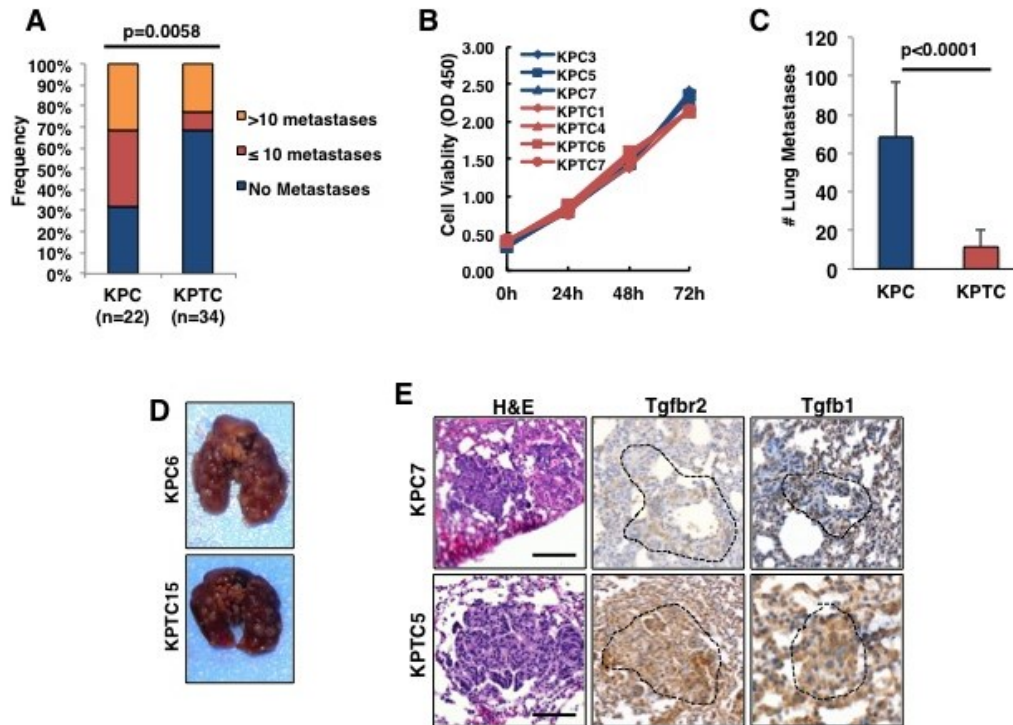 A
p=0.0058
100%
90%
80%
70%
60%
50%
40%
30%
20%
10%
0%
Frequency
KPC
(n=22)
KPTC
(n=34)
>10 metastases
≤ 10 metastases
No Metastases
B
3.00
2.50
2.00
1.50
1.00
0.50
0.00
Cell Viability (OD 450)
KPC3
KPC5
KPC7
KPTC1
KPTC4
KPTC6
KPTC7
0h 24h 48h 72h
C
p<0.0001
120
100
80
60
40
20
0
# Lung Metastases
KPC KPTC
D
KPC6
KPTC15
E
H&E Tgfbr2 Tgfb1
KPC7
KPTC5